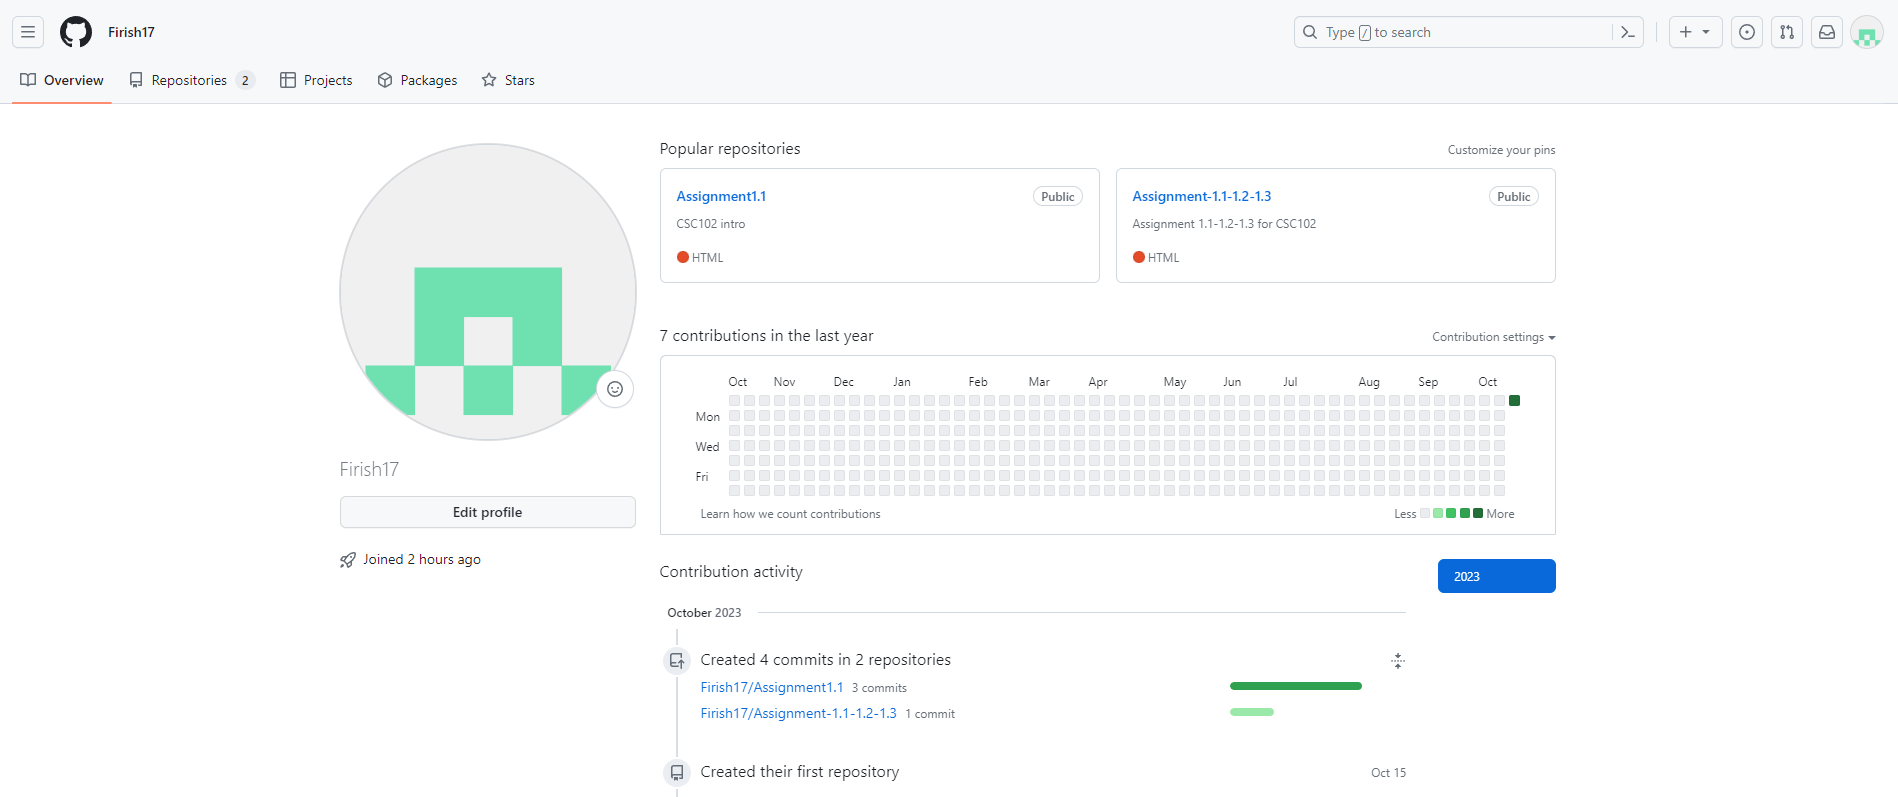 Firish17
Type / to search
Overview
Repositories 2
Projects
Packages
Stars
Firish17
Edit profile
Joined 2 hours ago
Popular repositories
Customize your pins
Assignment1.1
Public
CSC102 intro
HTML
Assignment-1.1-1.2-1.3
Public
Assignment 1.1-1.2-1.3 for CSC102
HTML
7 contributions in the last year
Contribution settings
Oct Nov Dec Jan Feb Mar Apr May Jun Jul Aug Sep Oct
Mon
Wed
Fri
Learn how we count contributions
Less More
Contribution activity
2023
October 2023
Created 4 commits in 2 repositories
Firish17/Assignment1.1 3 commits
Firish17/Assignment-1.1-1.2-1.3 1 commit
Created their first repository
Oct 15